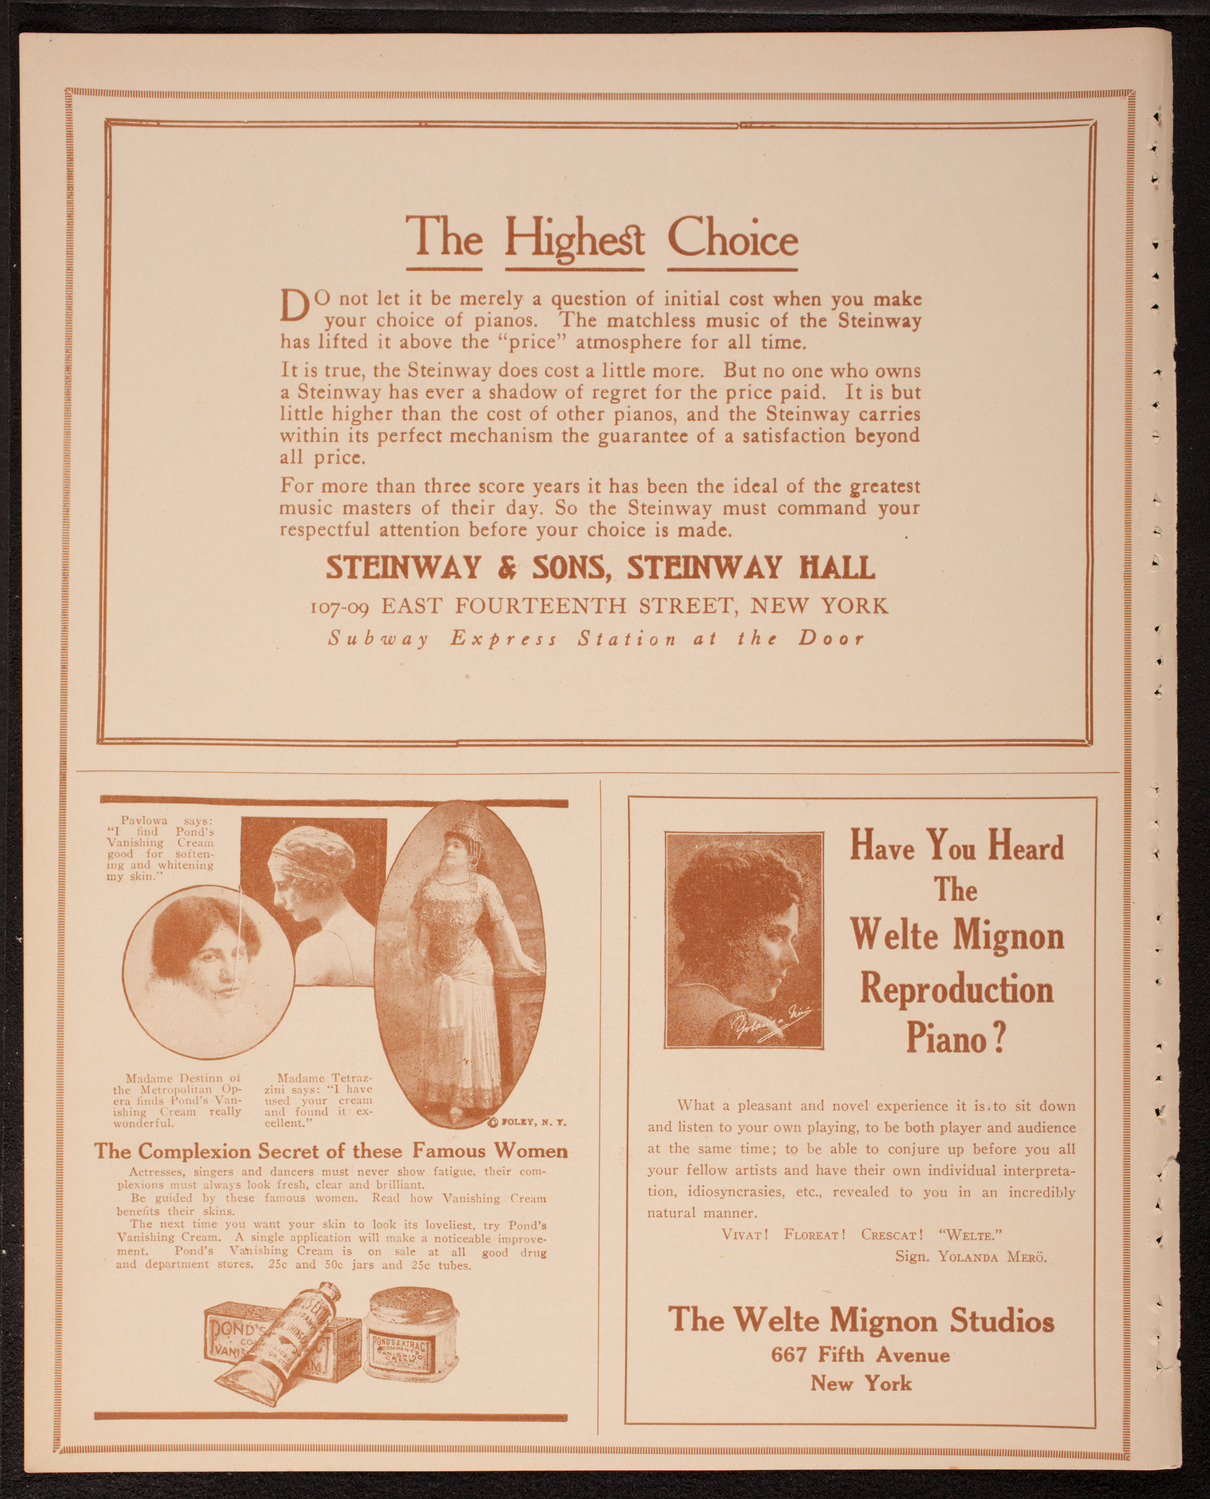 The Highest Choice
DO not let it be merely a question of initial cost when you make
your choice of pianos. The matchless music of the Steinway
has lifted it above the "price" atmosphere for all time.
It is true, the Steinway does cost a little more. But no one who owns
a Steinway has ever a shadow of regret for the price paid. It is but
little higher than the cost of other pianos, and the Steinway carries
within its perfect mechanism the guarantee of a satisfaction beyond
all price.
For more than three score years it has been the ideal of the greatest
music masters of their day. So the Steinway must command your
respectful attention before your choice is made.
STEINWAY & SONS, STEINWAY HALL
107-09 EAST FOURTEENTH STREET, NEW YORK
Subway Express Station at the Door
Pavlowa says:
"I find Pond's
Vanishing Cream
good for soften-
ing and whitening
my skin."
Madame Destinn of
the Metropolitan Op-
era finds Pond's Van-
ishing Cream really
wonderful.
Madame Tetraz-
zini says: "I have
used your cream
and found it ex-
cellent."
© FOLEY, N. Y.
The Complexion Secret of these Famous Women
Actresses, singers and dancers must never show fatigue, their com-
plexions must always look fresh, clear and brilliant.
Be guided by these famous women. Read how Vanishing Cream
benefits their skins.
The next time you want your skin to look its loveliest, try Pond's
Vanishing Cream. A single application will make a noticeable improve-
ment. Pond's Vanishing Cream is on sale at all good drug
and department stores. 25c and 50c jars and 25c tubes.
POND'S
CO
VANIS
POND'S EXTRACT
COMPANY'S
VANISHING
CREAM
Have You Heard
The
Welte Mignon
Reproduction
Piano?
What a pleasant and novel experience it is to sit down
and listen to your own playing, to be both player and audience
at the same time; to be able to conjure up before you all
your fellow artists and have their own individual interpreta-
tion, idiosyncrasies, etc., revealed to you in an incredibly
natural manner.
VIVAT! FLOREAT! CRESCAT! "WELTE."
Sign. YOLANDA MERÖ.
The Welte Mignon Studios
667 Fifth Avenue
New York